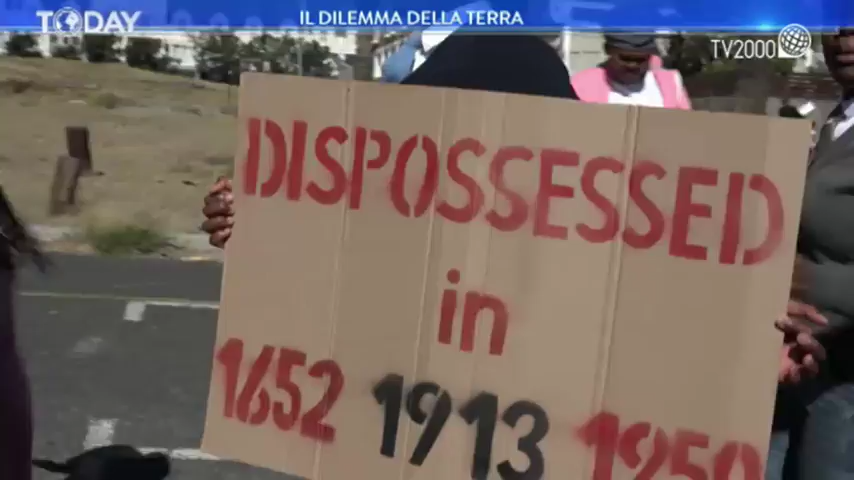 TODAY
IL DILEMMA DELLA TERRA
TV2000
DISPOSSESSED
in
1652 1913 1950